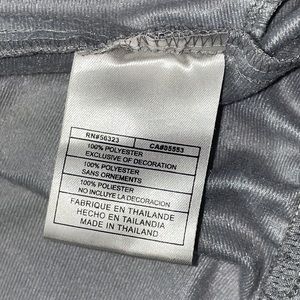 RN#56323 CA#05553
100% POLYESTER
EXCLUSIVE OF DECORATION
100% POLYESTER
SANS ORNEMENTS
100% POLIESTER
NO INCLUYE LA DECORACION
FABRIQUE EN THAILANDE
HECHO EN TAILANDIA
MADE IN THAILAND